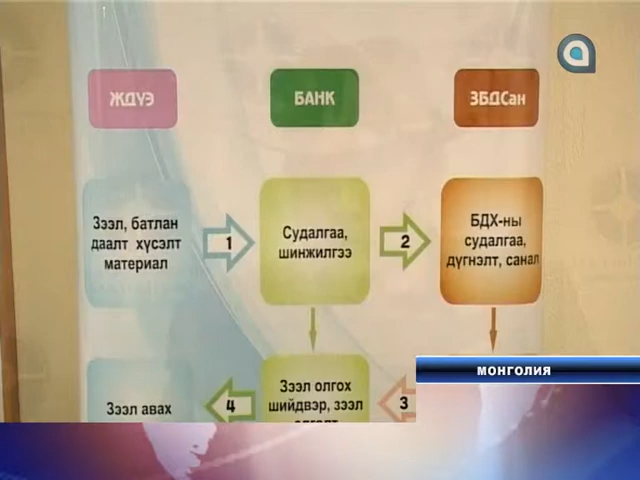 ЖДҮЭ
БАНК
ЗБДСан
Зээл, батлан
даалт хүсэлт
материал
1
Судалгаа,
шинжилгээ
2
БДХ-ны
судалгаа,
дүгнэлт, санал
Зээл авах
4
Зээл олгох
шийдвэр, зээл
3
МОНГОЛИЯ